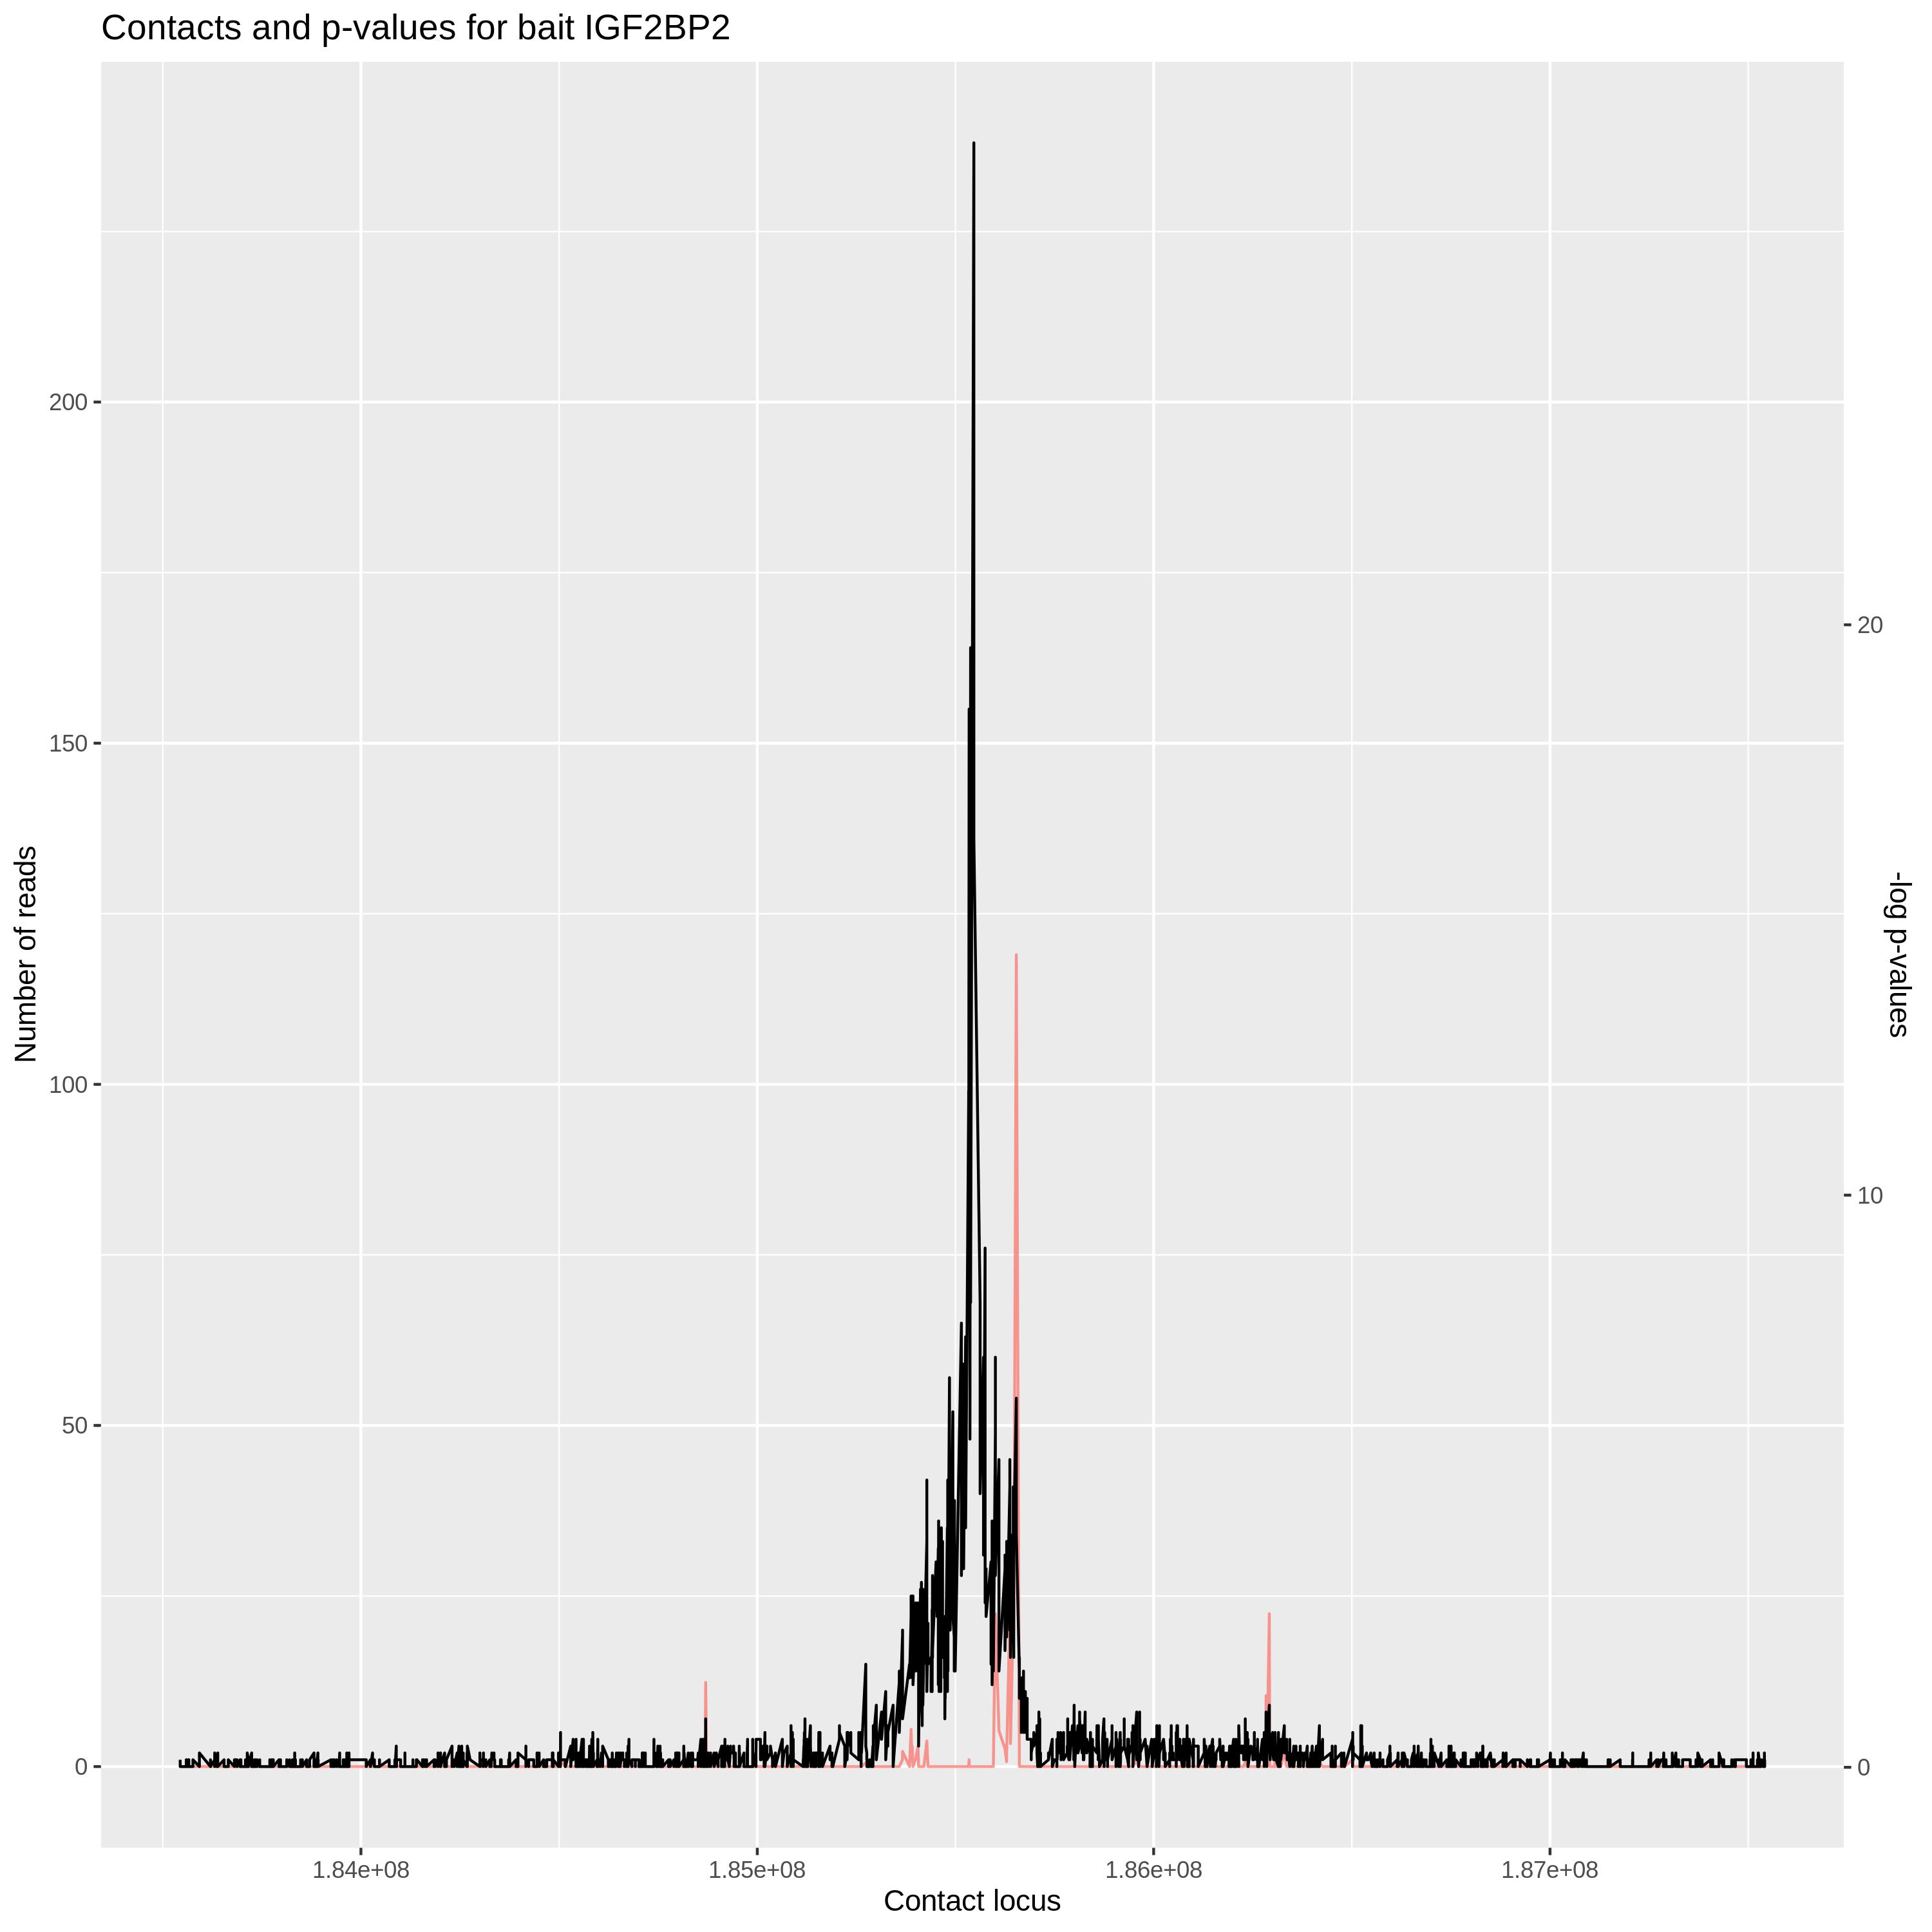 Contacts and p-values for bait IGF2BP2
Number of reads
200
150
100
50
0
20
10
0
-log p-values
1.84e+08
1.85e+08
1.86e+08
1.87e+08
Contact locus